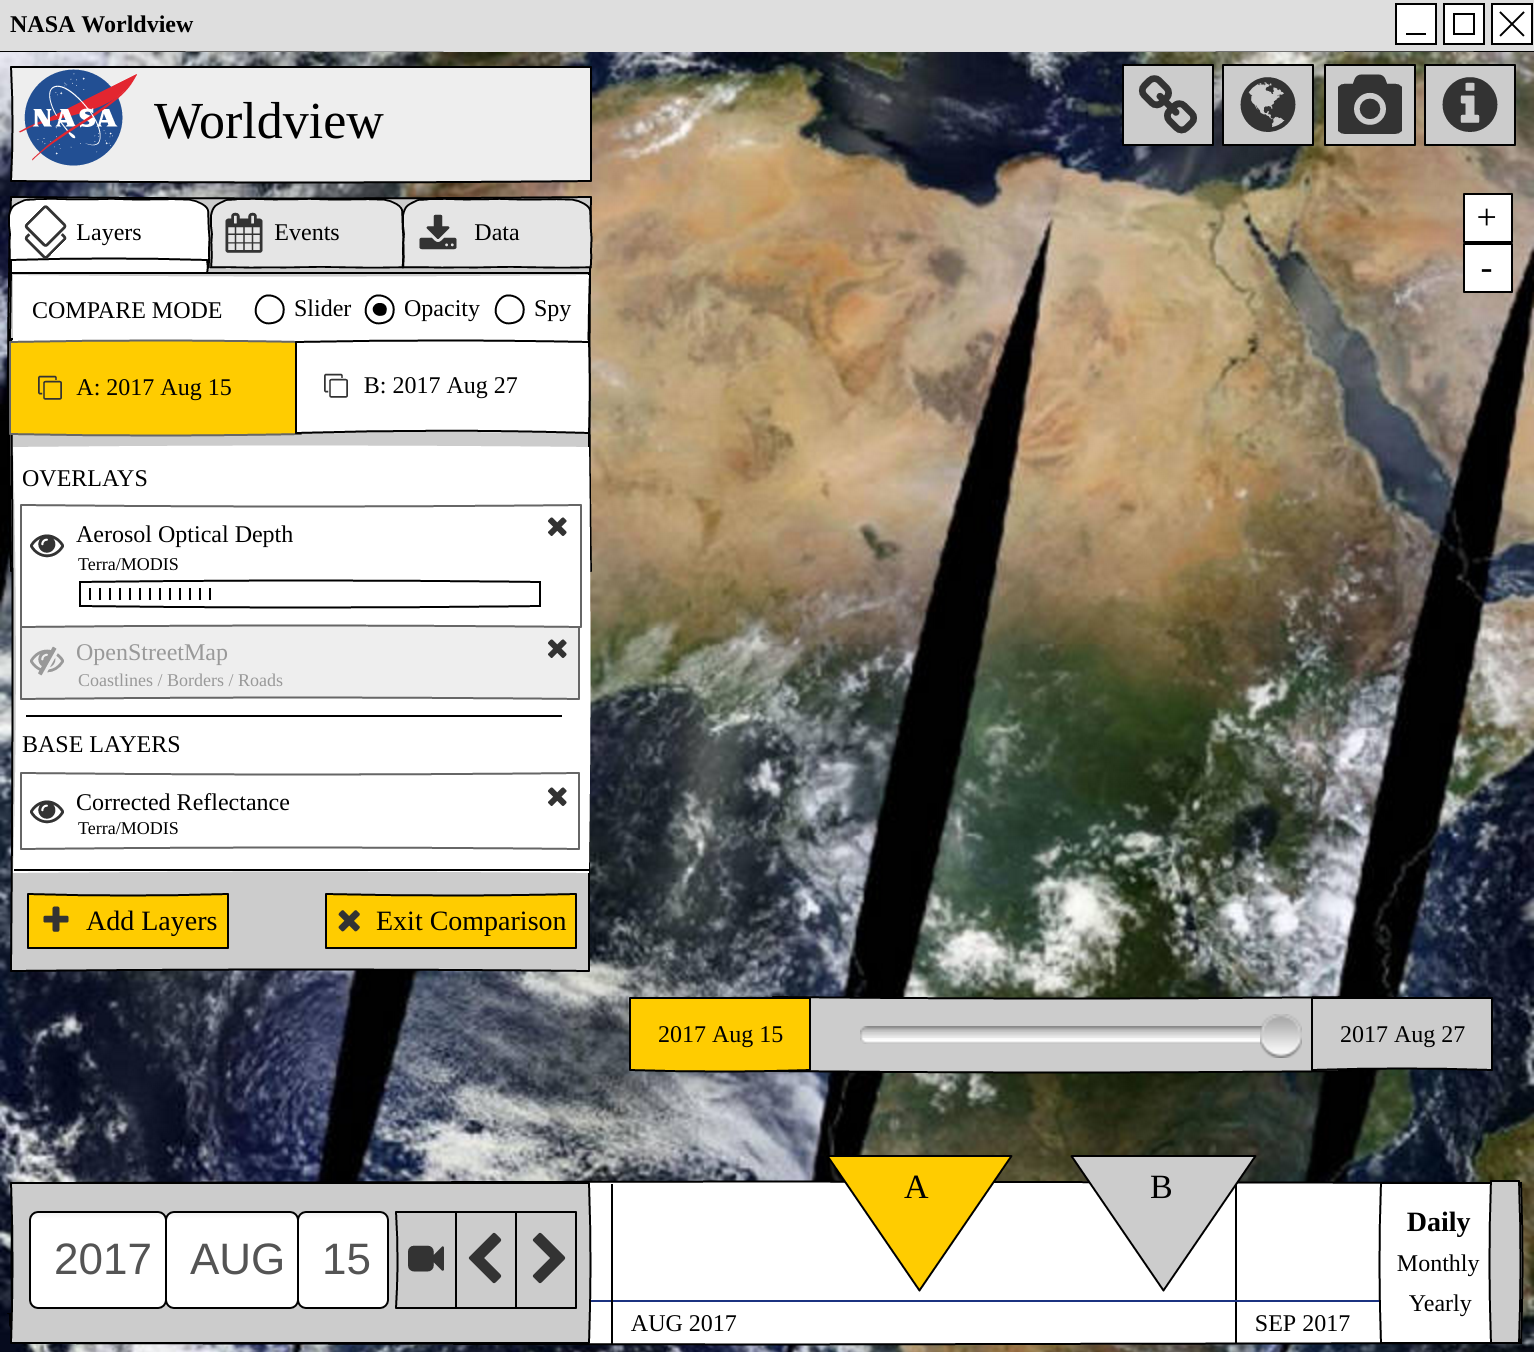 NASA Worldview
NASA
Worldview
Layers
Events
Data
COMPARE MODE
Slider
Opacity
Spy
A: 2017 Aug 15
B: 2017 Aug 27
OVERLAYS
Aerosol Optical Depth
Terra/MODIS
OpenStreetMap
Coastlines / Borders / Roads
BASE LAYERS
Corrected Reflectance
Terra/MODIS
Add Layers
Exit Comparison
+
-
2017 Aug 15
2017 Aug 27
2017
AUG
15
A
B
AUG 2017
SEP 2017
Daily
Monthly
Yearly